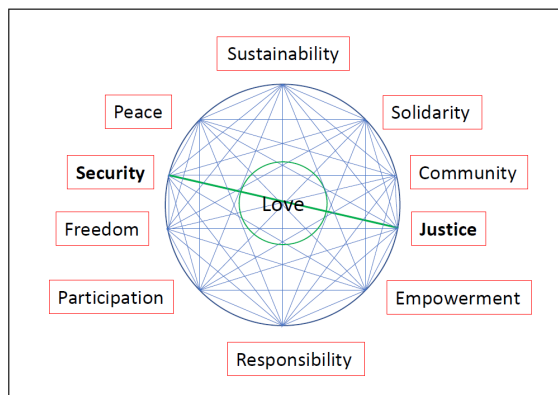 Sustainability
Peace
Solidarity
Security
Community
Love
Freedom
Justice
Participation
Empowerment
Responsibility